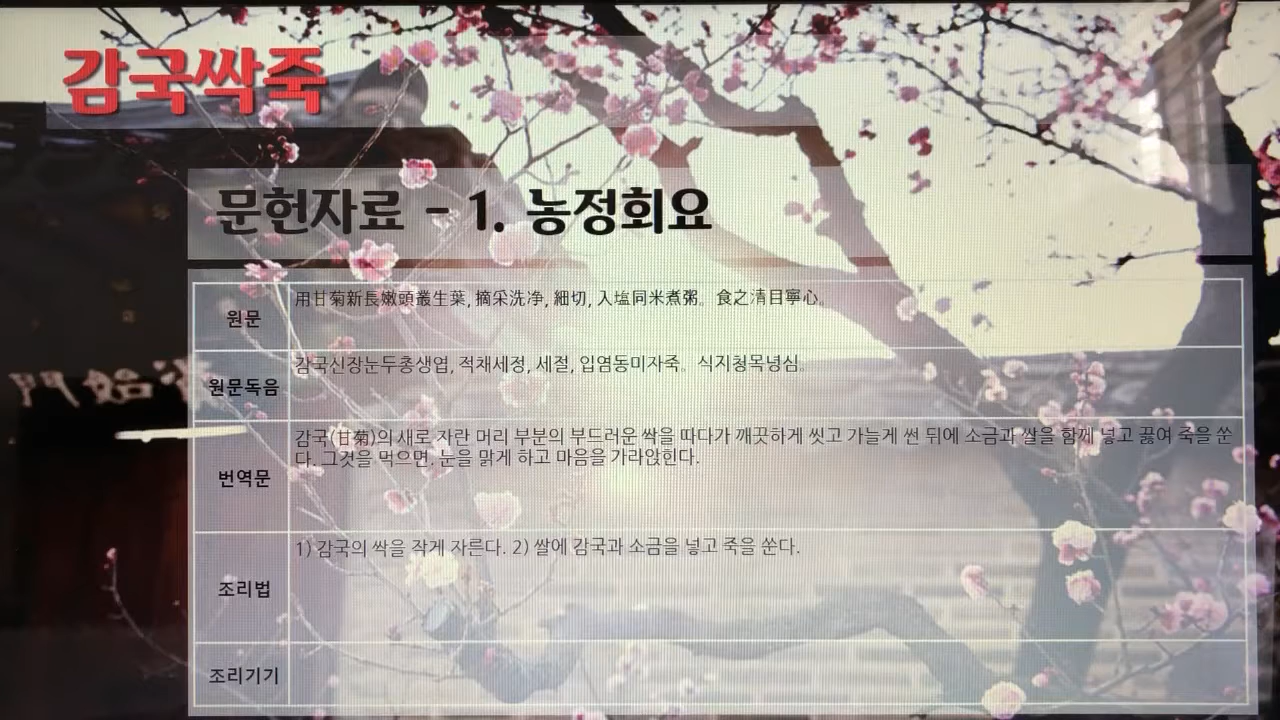 감국싹죽
문헌자료 - 1. 농정회요
원문
用甘菊新長嫩頭叢生葉, 摘采洗净, 細切, 入塩同米煮粥。食之清目寧心。
원문독음
감국신장눈두총생엽, 적채세정, 세절, 입염동미자죽。식지청목녕심。
번역문
감국(甘菊)의 새로 자란 머리 부분의 부드러운 싹을 따다가 깨끗하게 씻고 가늘게 썬 뒤에 소금과 쌀을 함께 넣고 끓여 죽을 쑨
다. 그것을 먹으면, 눈을 맑게 하고 마음을 가라앉힌다.
조리법
1) 감국의 싹을 작게 자른다. 2) 쌀에 감국과 소금을 넣고 죽을 쑨다.
조리기기